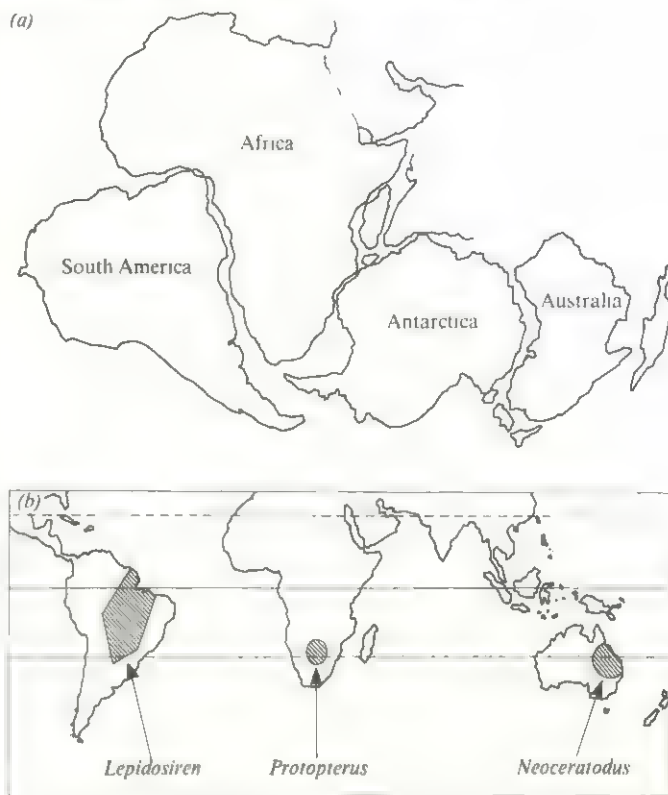 (a)
Africa
South America
Antarctica
Australia
(b)
Lepidosiren
Protopterus
Neoceratodus